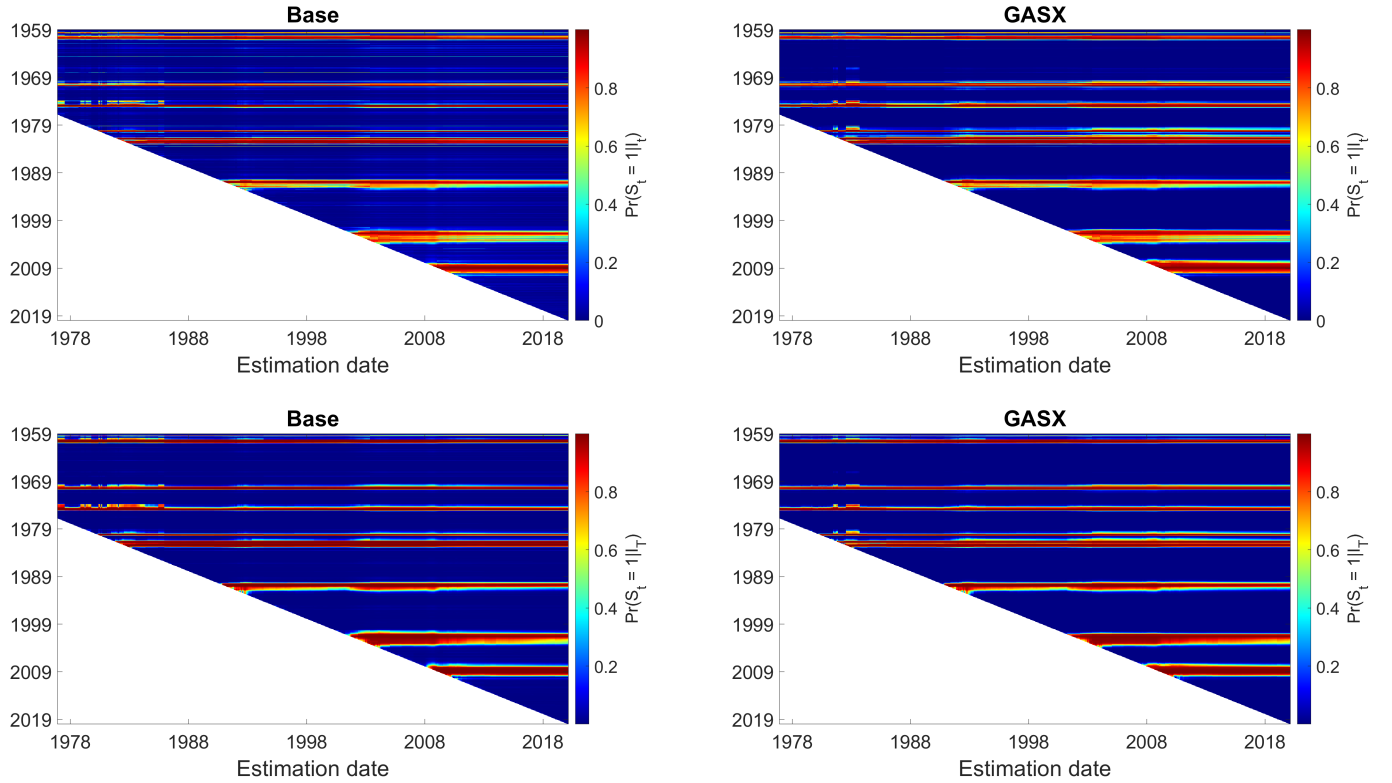 Base
1959
1969
1979
1989
1999
2009
2019
1978 1988 1998 2008 2018
Estimation date
0.8
0.6
0.4
0.2
0
Pr(S_t = 1||I_t)
GASX
1959
1969
1979
1989
1999
2009
2019
1978 1988 1998 2008 2018
Estimation date
0.8
0.6
0.4
0.2
0
Pr(S_t = 1||I_t)
Base
1959
1969
1979
1989
1999
2009
2019
1978 1988 1998 2008 2018
Estimation date
0.8
0.6
0.4
0.2
Pr(S_t = 1||I_T)
GASX
1959
1969
1979
1989
1999
2009
2019
1978 1988 1998 2008 2018
Estimation date
0.8
0.6
0.4
0.2
Pr(S_t = 1||I_T)